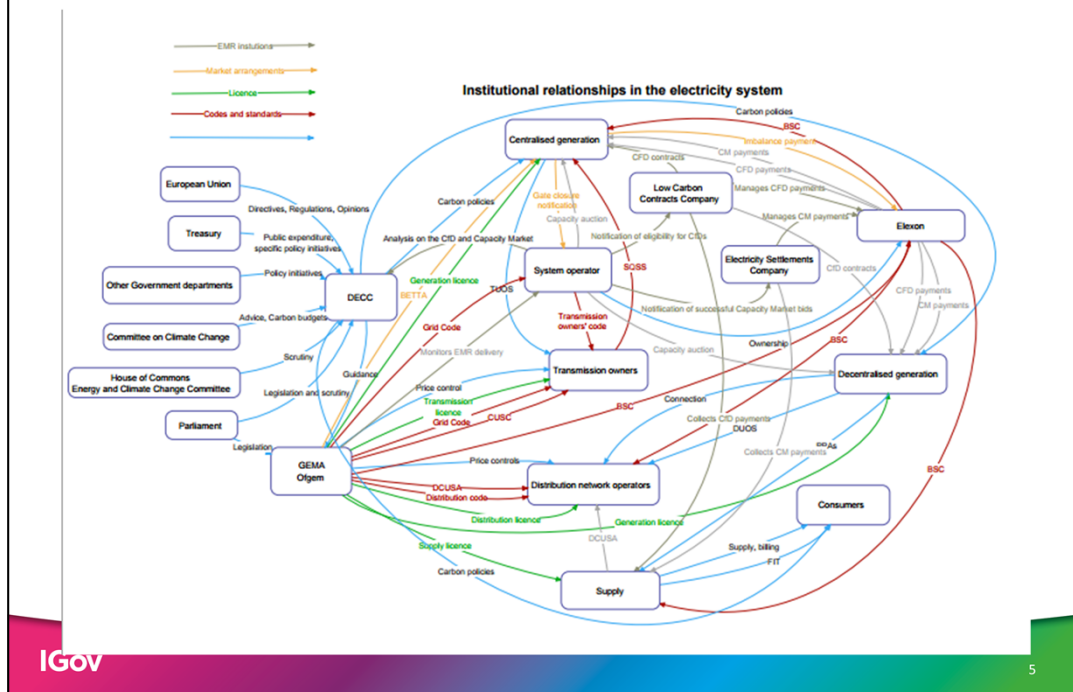 EMR instutions
Market arrangements
Licence
Codes and standards
Institutional relationships in the electricity system
Carbon policies
BSC
Centralised generation
Imbalance payment
CM payments
CFD contracts
CFD payments
European Union
Low Carbon
Contracts Company
Manages CFD payments
Gate closure
notification
Carbon policies
Directives, Regulations, Opinions
Capacity auction
Manages CM payments
Elexon
Treasury
Public expenditure,
specific policy initiatives
Analysis on the CfD and Capacity Market
Notification of eligibility for CfDs
Electricity Settlements
Company
System operator
SQSS
CfD contracts
Policy initiatives
Other Government departments
Generation licence
DECC
BETTA
TUOS
CFD payments
CM payments
Notification of successful Capacity Market bids
Advice, Carbon budgets
Transmission
owners' code
Grid Code
Committee on Climate Change
Ownership
BSC
Monitors EMR delivery
Capacity auction
Scrutiny
Transmission owners
Decentralised generation
Guidance
House of Commons
Energy and Climate Change Committee
Price control
Legislation and scrutiny
Transmission
licence
Connection
BSC
Grid Code
CUSC
Collects CfD payments
DUOS
Parliament
Legislation
PPAs
Collects CM payments
GEMA
Ofgem
Price controls
BSC
Distribution network operators
DCUSA
Distribution code
Consumers
Distribution licence
Generation licence
DCUSA
Supply licence
Supply, billing
FIT
Carbon policies
Supply
IGov
5